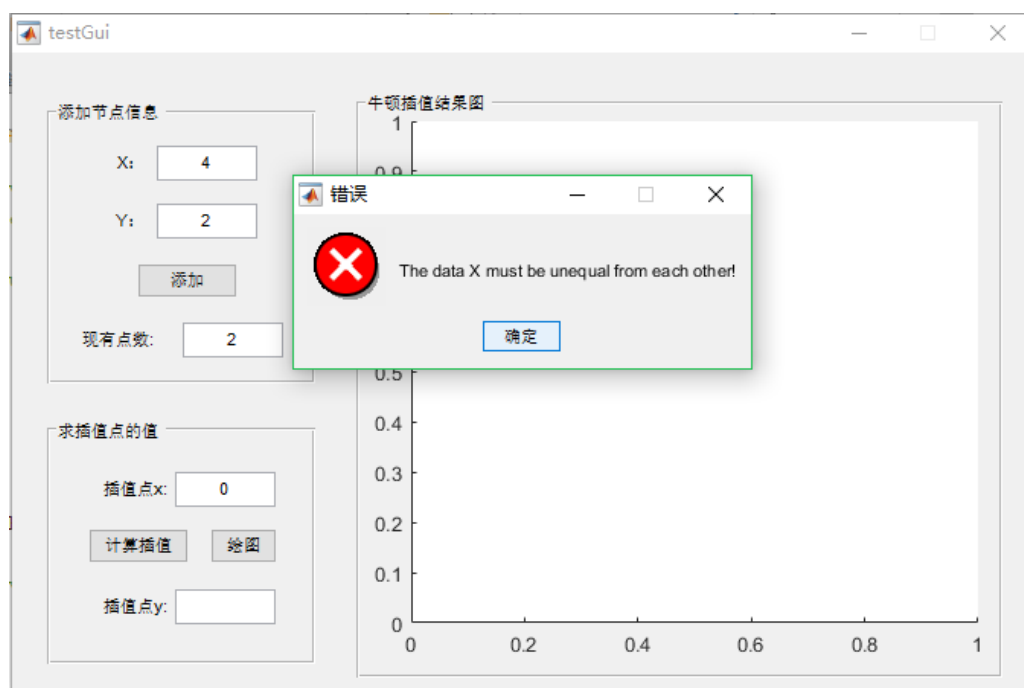 testGui
添加节点信息
X:
4
Y:
2
添加
现有点数:
2
求插值点的值
插值点x:
0
计算插值
绘图
插值点y:
牛顿插值结果图
1
0.9
0.5
0.4
0.3
0.2
0.1
0
0
0.2
0.4
0.6
0.8
1
错误
The data X must be unequal from each other!
确定